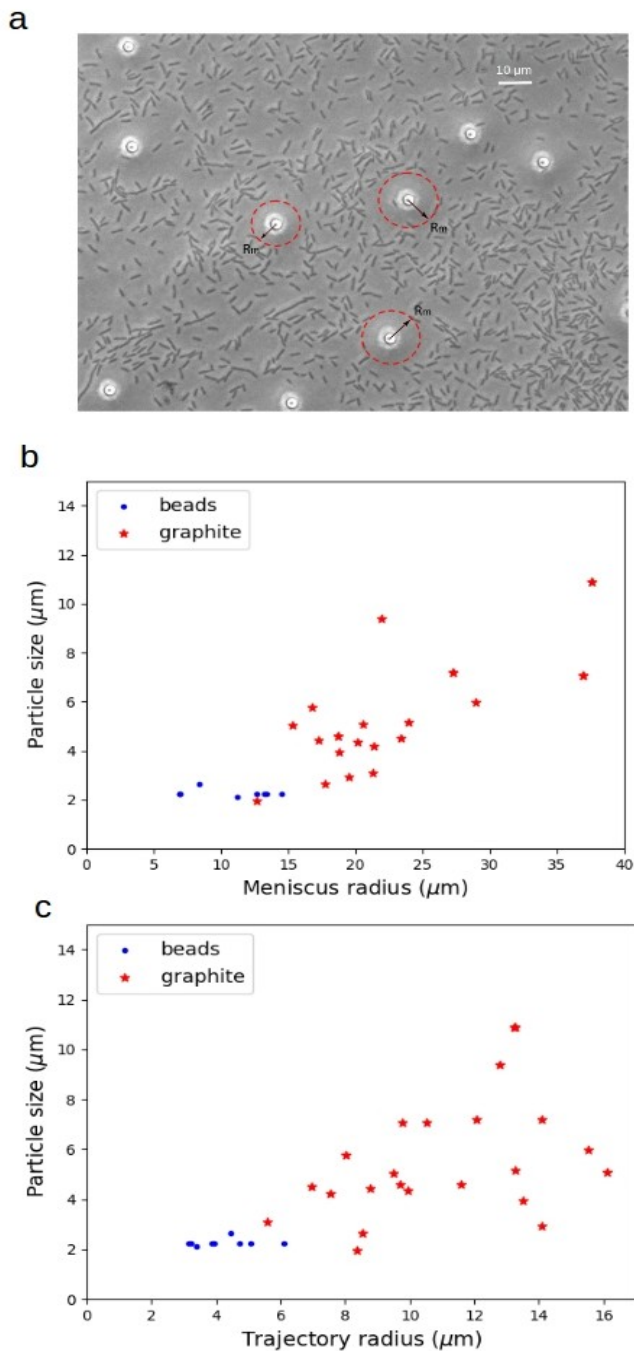 a
10 μm
Rm
Rm
Rm
b
beads
graphite
Particle size (μm)
14
12
10
8
6
4
2
0
0 5 10 15 20 25 30 35 40
Meniscus radius (μm)
c
beads
graphite
Particle size (μm)
14
12
10
8
6
4
2
0
0 2 4 6 8 10 12 14 16
Trajectory radius (μm)